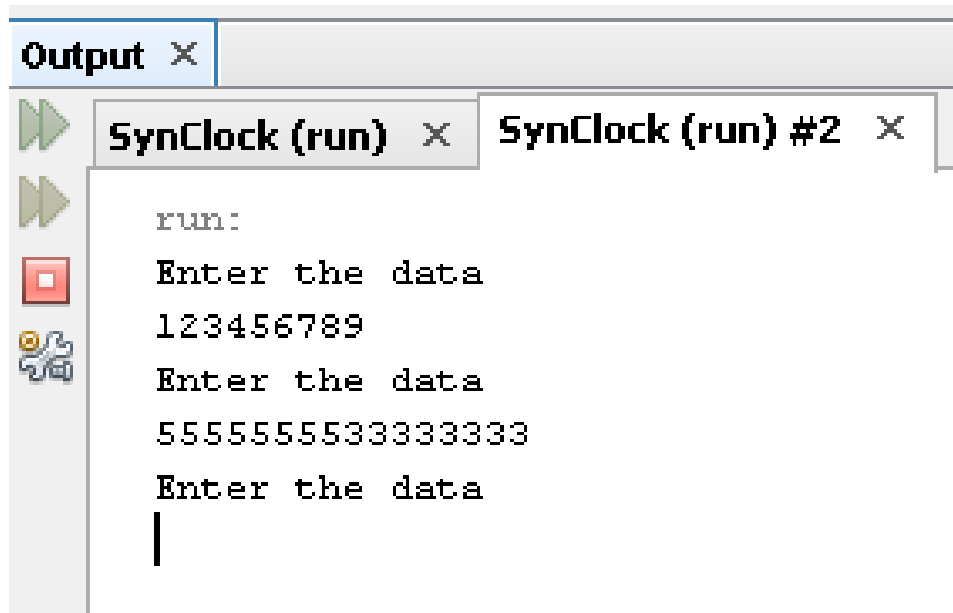 Output
SynClock (run)
SynClock (run) #2
run:
Enter the data
123456789
Enter the data
5555555533333333
Enter the data